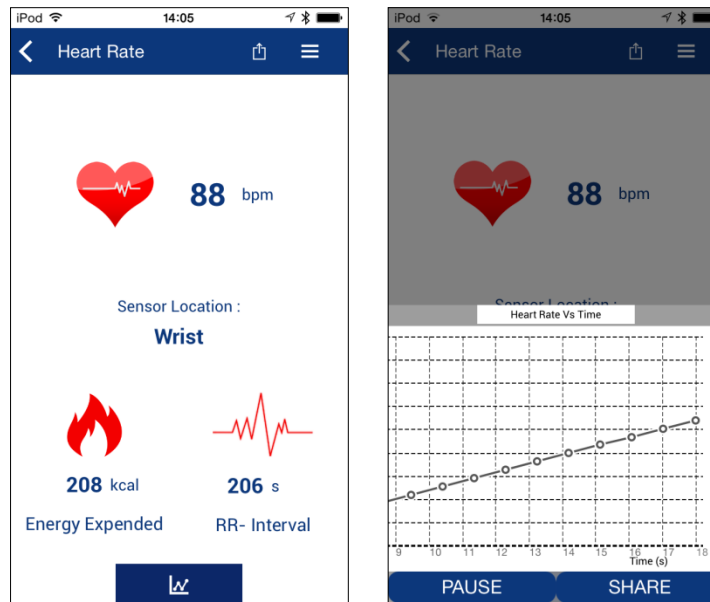 iPod 14:05
Heart Rate
88 bpm
Sensor Location :
Wrist
208 kcal
206 s
Energy Expended
RR- Interval
iPod 14:05
Heart Rate
88 bpm
Sensor Location :
Heart Rate Vs Time
9 10 11 12 13 14 15 16 17 18
Time (s)
PAUSE
SHARE